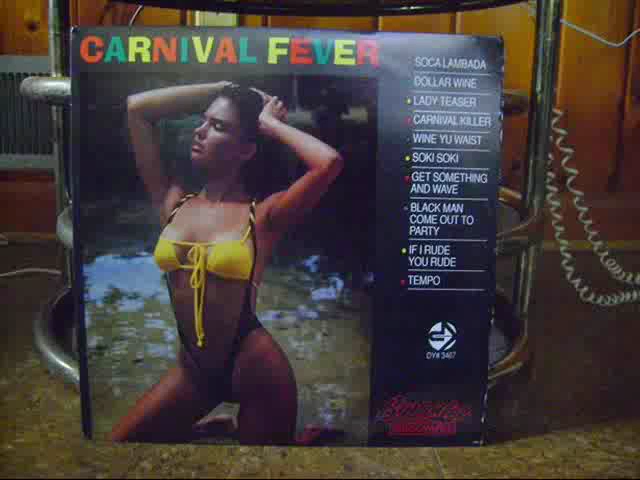 CARNIVAL FEVER
SOCA LAMBADA
DOLLAR WINE
LADY TEASER
CARNIVAL KILLER
WINE YU WAIST
SOKI SOKI
GET SOMETHING
AND WAVE
BLACK MAN
COME OUT TO
PARTY
IF I RUDE
YOU RUDE
TEMPO
DY# 3467